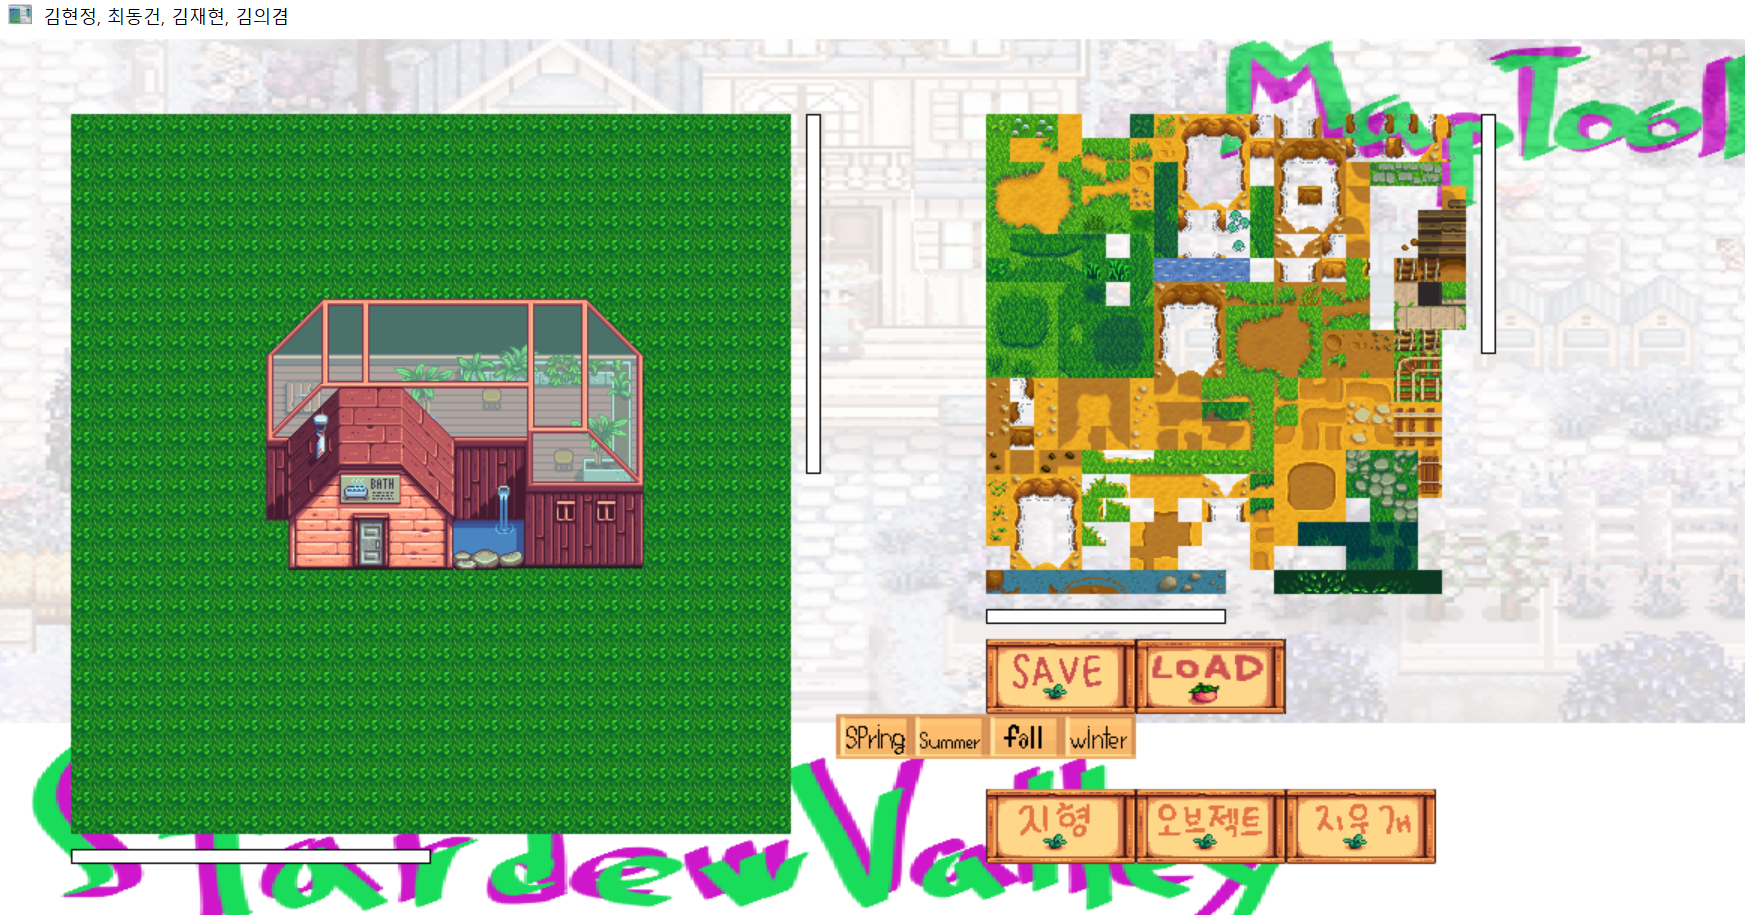 김현정, 최동건, 김재현, 김의겸
MapTool
BATH
SAVE
LOAD
SPring
Summer
fall
winter
StardewValley
지형
오브젝트
지우개